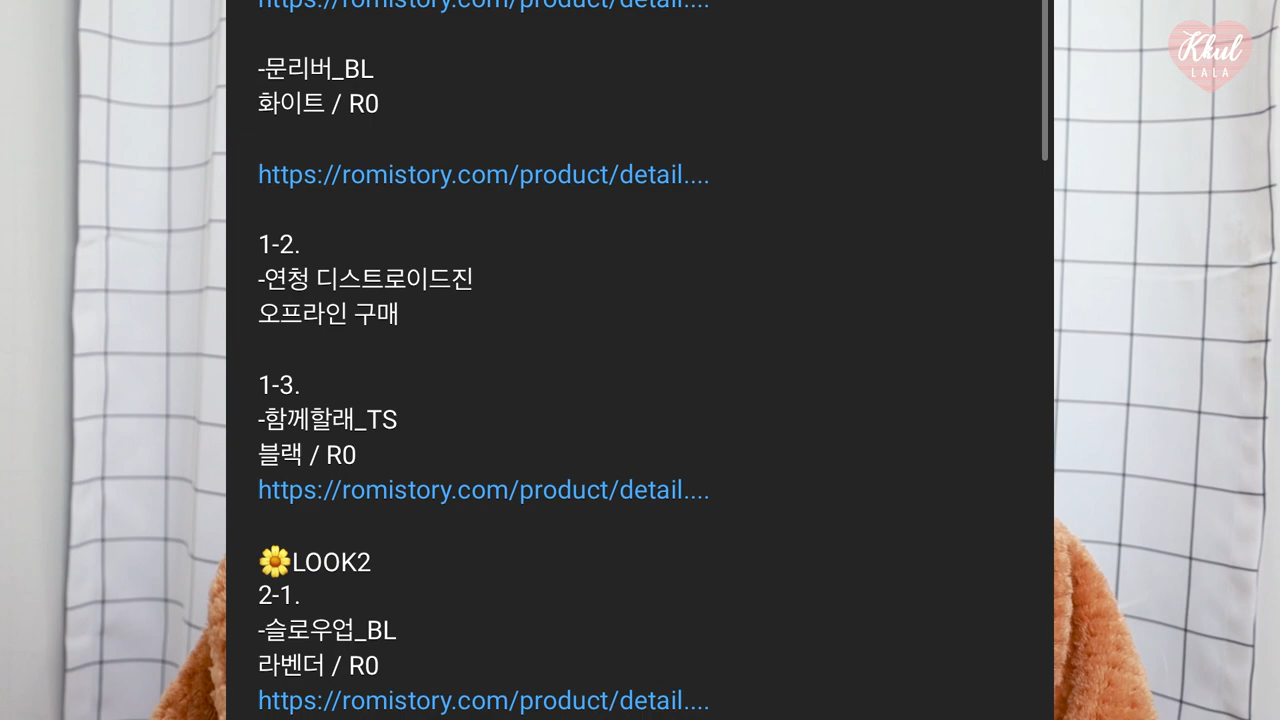 https://romistory.com/product/detail....
-문리버_BL
화이트 / R0
https://romistory.com/product/detail....
1-2.
-연청 디스트로이드진
오프라인 구매
1-3.
-함께할래_TS
블랙 / R0
https://romistory.com/product/detail....
🌼LOOK2
2-1.
-슬로우업_BL
라벤더 / R0
https://romistory.com/product/detail....
Kkul
LALA